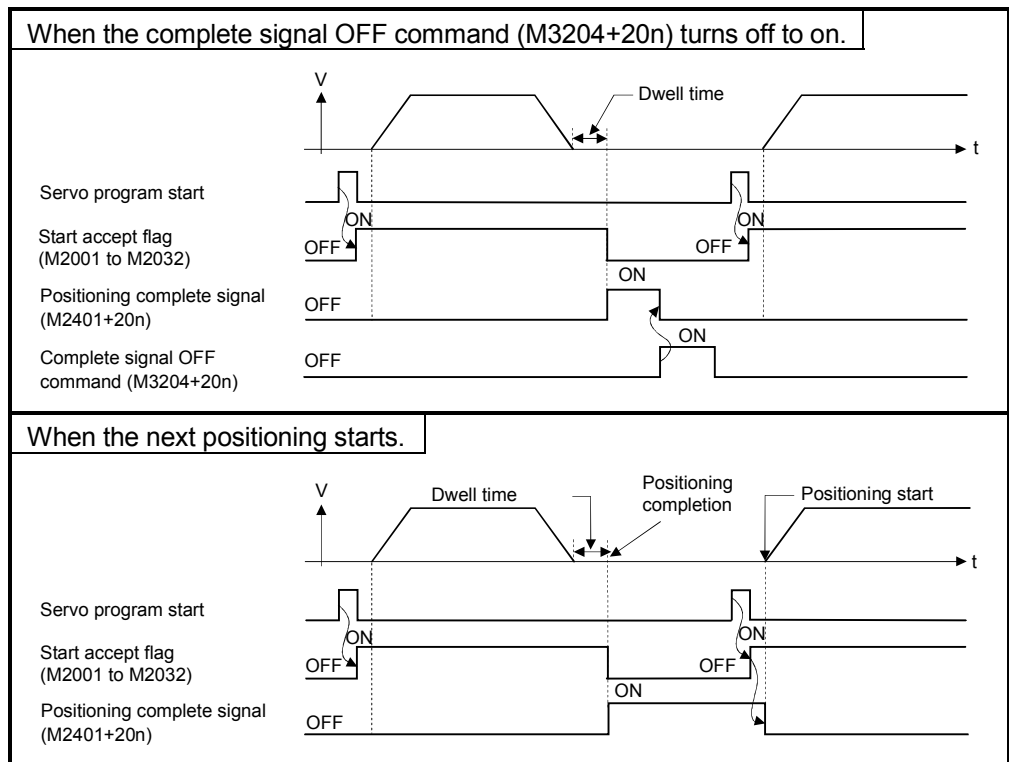 When the complete signal OFF command (M3204+20n) turns off to on.
V
Dwell time
t
Servo program start
ON
ON
Start accept flag
(M2001 to M2032)
OFF
OFF
ON
Positioning complete signal
(M2401+20n)
OFF
ON
Complete signal OFF
command (M3204+20n)
OFF
When the next positioning starts.
V
Dwell time
Positioning
completion
Positioning start
t
Servo program start
ON
ON
Start accept flag
(M2001 to M2032)
OFF
OFF
ON
Positioning complete signal
(M2401+20n)
OFF